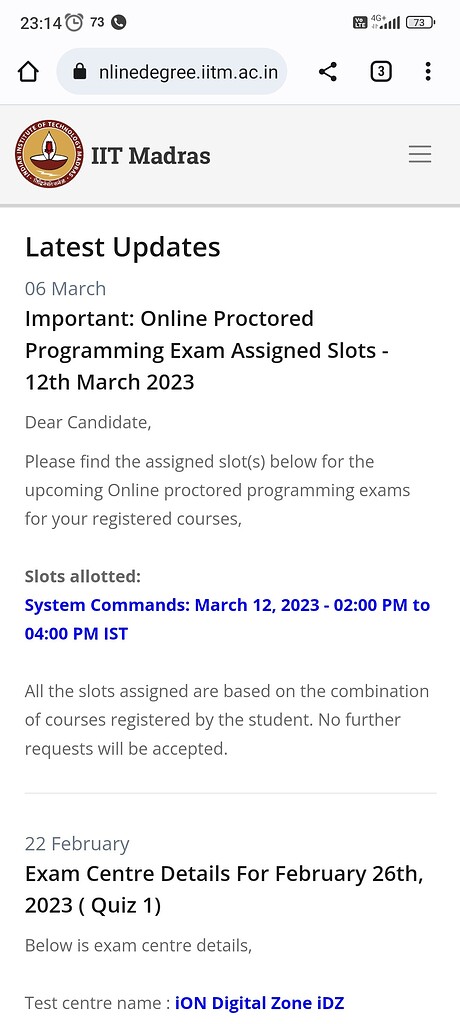 23:14 73
4G+
Vo LTE
73
nlinedegree.iitm.ac.in
3
INDIAN INSTITUTE OF TECHNOLOGY MADRAS
IIT Madras
Latest Updates
06 March
Important: Online Proctored
Programming Exam Assigned Slots -
12th March 2023
Dear Candidate,
Please find the assigned slot(s) below for the
upcoming Online proctored programming exams
for your registered courses,
Slots allotted:
System Commands: March 12, 2023 - 02:00 PM to
04:00 PM IST
All the slots assigned are based on the combination
of courses registered by the student. No further
requests will be accepted.
22 February
Exam Centre Details For February 26th,
2023 ( Quiz 1)
Below is exam centre details,
Test centre name : iON Digital Zone iDZ